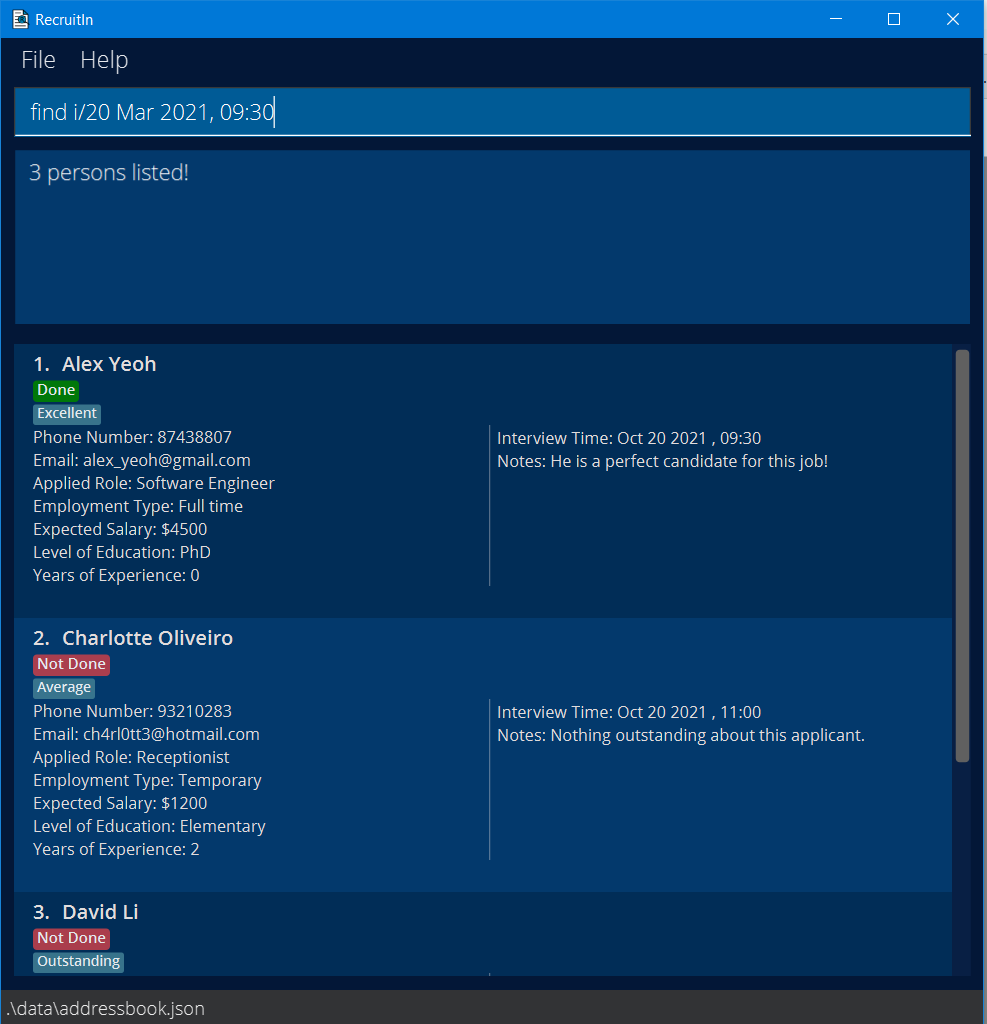 RecruitIn
File Help
find i/20 Mar 2021, 09:30
3 persons listed!
1. Alex Yeoh
Done
Excellent
Phone Number: 87438807
Email: alex_yeoh@gmail.com
Applied Role: Software Engineer
Employment Type: Full time
Expected Salary: $4500
Level of Education: PhD
Years of Experience: 0
Interview Time: Oct 20 2021 , 09:30
Notes: He is a perfect candidate for this job!
2. Charlotte Oliveiro
Not Done
Average
Phone Number: 93210283
Email: ch4rl0tt3@hotmail.com
Applied Role: Receptionist
Employment Type: Temporary
Expected Salary: $1200
Level of Education: Elementary
Years of Experience: 2
Interview Time: Oct 20 2021 , 11:00
Notes: Nothing outstanding about this applicant.
3. David Li
Not Done
Outstanding
.\data\addressbook.json